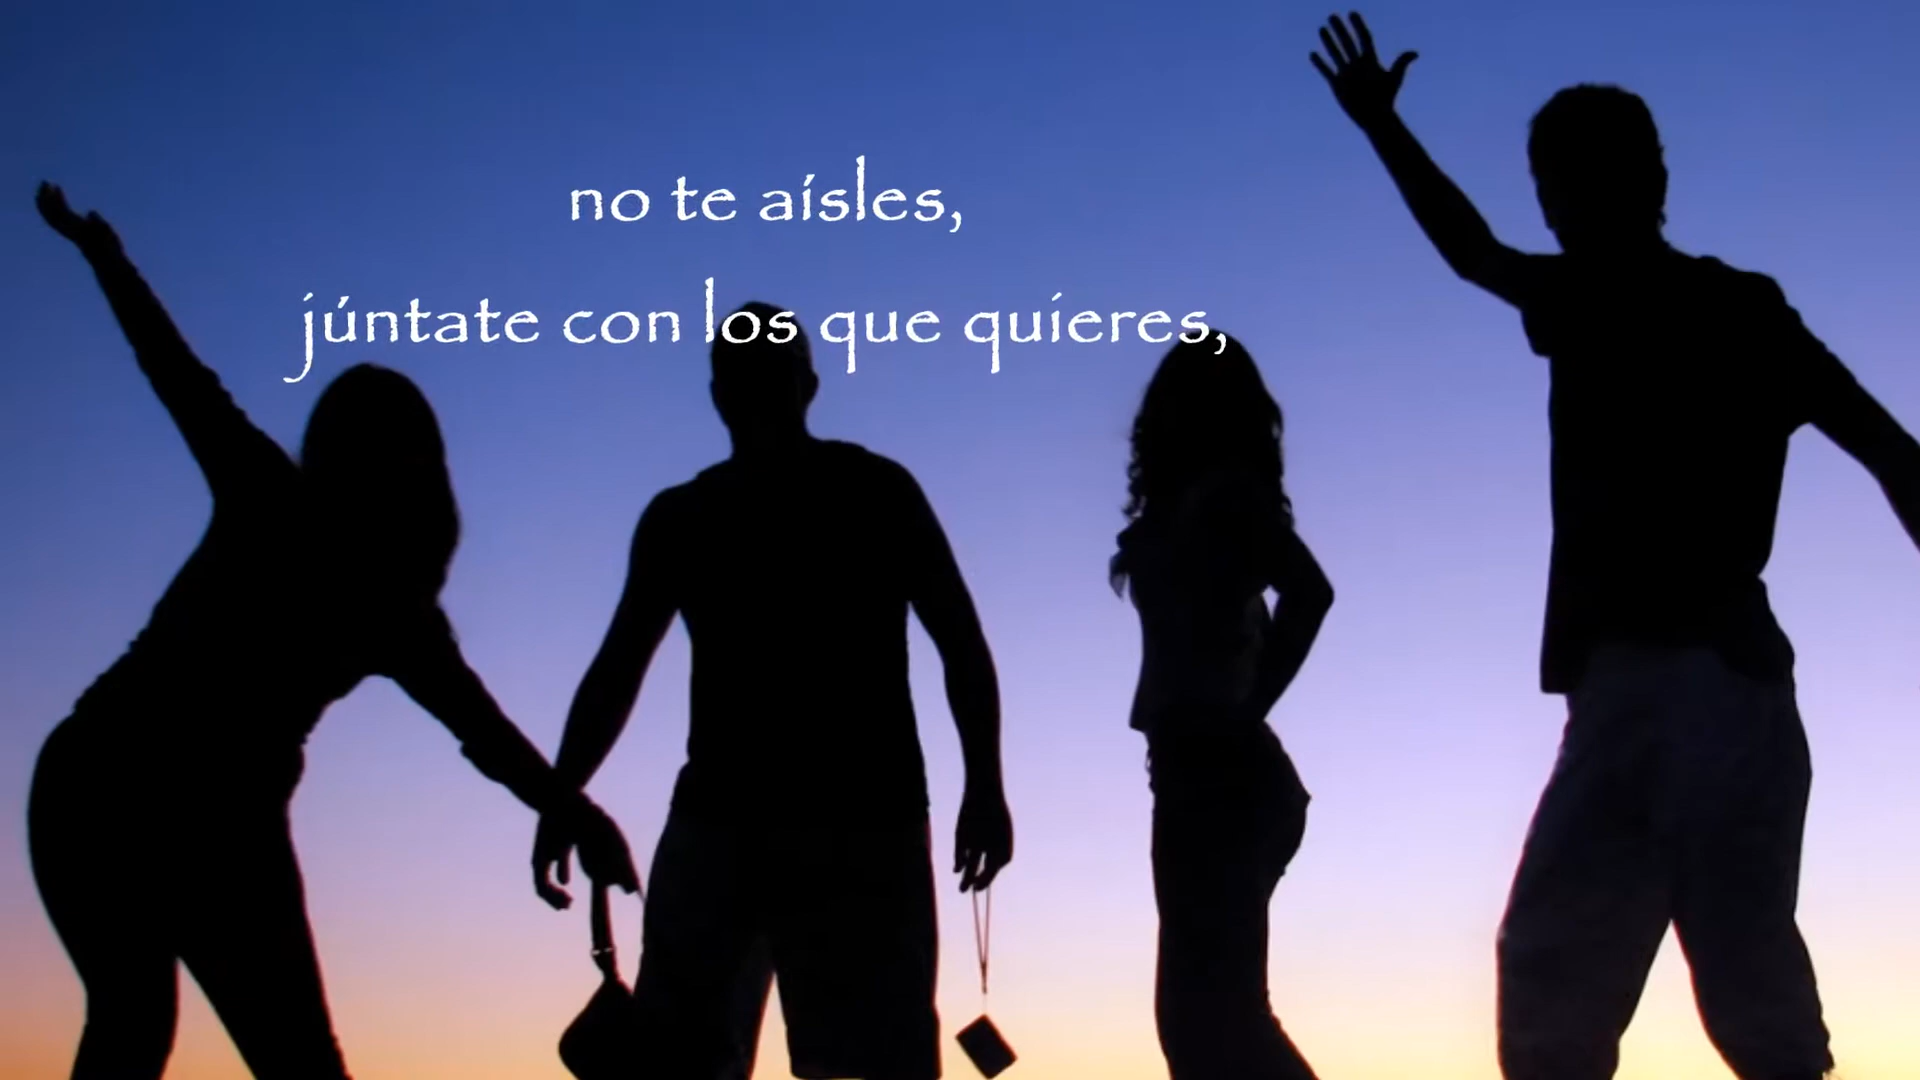 no te aísles,
júntate con los que quieres,